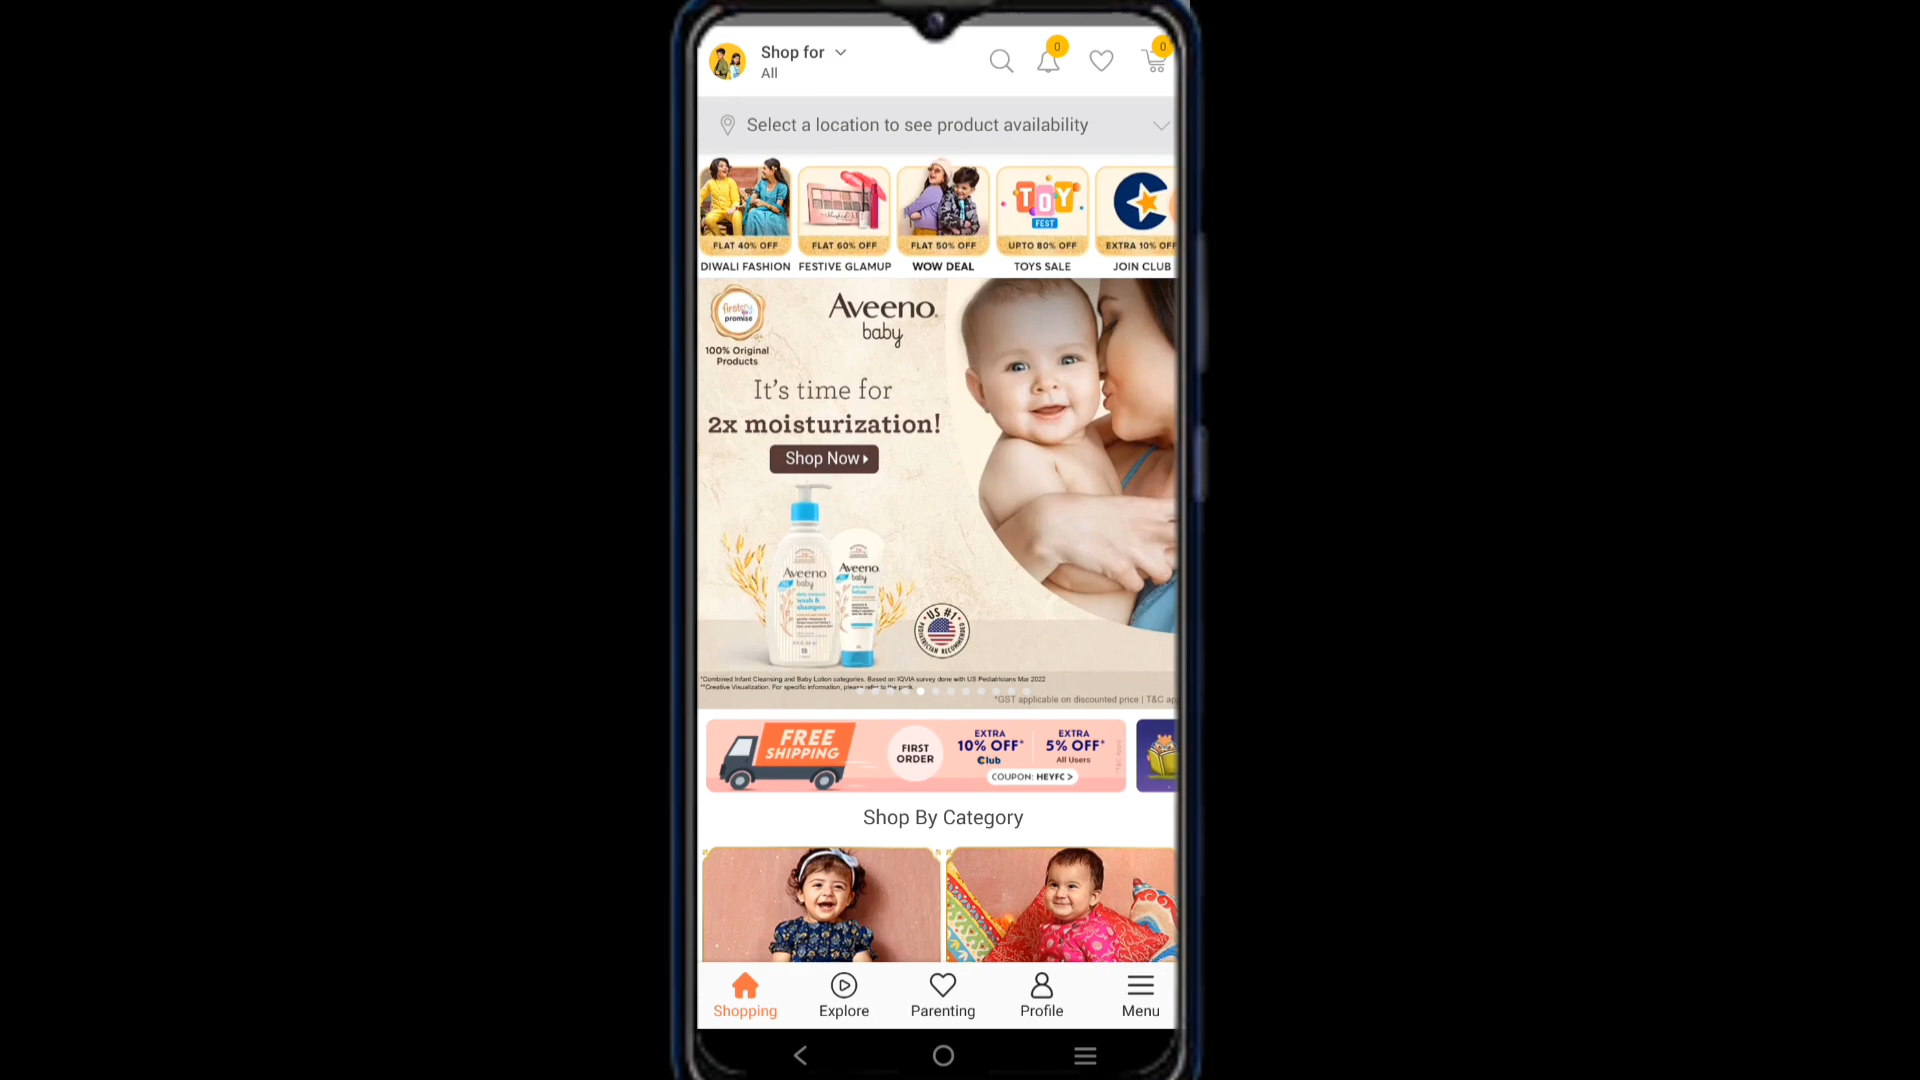 Shop for
All
0
0
Select a location to see product availability
TOY
FEST
FLAT 40% OFF
FLAT 60% OFF
FLAT 50% OFF
UPTO 80% OFF
EXTRA 10% OFF
DIWALI FASHION
FESTIVE GLAMUP
WOW DEAL
TOYS SALE
JOIN CLUB
firstcry
promise
100% Original
Products
Aveeno
baby
It's time for
2x moisturization!
Shop Now
Aveeno
baby
wash &
shampoo
Aveeno
baby
lotion
US #1
PEDIATRICIAN RECOMMENDED
*Combined Infant Cleansing and Baby Lotion categories. Based on IQVIA survey done with US Pediatricians Mar 2022
**Creative Visualization. For specific information, please refer to the pack.
*GST applicable on discounted price | T&C ap
FREE
SHIPPING
FIRST
ORDER
EXTRA
10% OFF*
Club
EXTRA
5% OFF*
All Users
COUPON: HEYFC >
Shop By Category
Shopping
Explore
Parenting
Profile
Menu